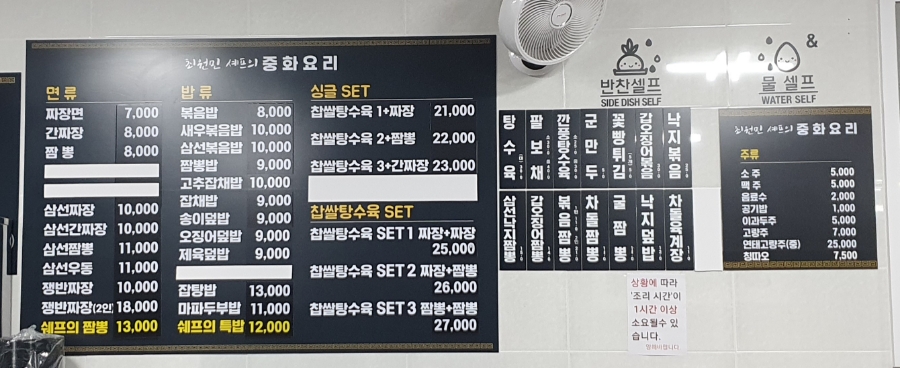 최원민 셰프의 중화요리
면 류
짜장면 7,000
간짜장 8,000
짬 뽕 8,000
삼선짜장 10,000
삼선간짜장 10,000
삼선짬뽕 11,000
삼선우동 11,000
쟁반짜장 10,000
쟁반짜장(2인) 18,000
쉐프의 짬뽕 13,000
밥 류
볶음밥 8,000
새우볶음밥 10,000
삼선볶음밥 10,000
짬뽕밥 9,000
고추잡채밥 10,000
잡채밥 9,000
송이덮밥 9,000
오징어덮밥 9,000
제육덮밥 9,000
잡탕밥 13,000
마파두부밥 11,000
쉐프의 특밥 12,000
싱글 SET
찹쌀탕수육 1+짜장 21,000
찹쌀탕수육 2+짬뽕 22,000
찹쌀탕수육 3+간짜장 23,000
찹쌀탕수육 SET
찹쌀탕수육 SET 1 짜장+짜장
25,000
찹쌀탕수육 SET 2 짜장+짬뽕
26,000
찹쌀탕수육 SET 3 짬뽕+짬뽕
27,000
반찬셀프
SIDE DISH SELF
&
물 셀프
WATER SELF
탕수육
팔보채
깐풍탕수육
군만두
꽃빵튀김
갑오징어볶음
낙지볶음
삼선낙지짬뽕
갑오징어짬뽕
볶음짬뽕
차돌짬뽕
굴짬뽕
낙지덮밥
차돌육계장
상황에 따라
'조리 시간'이
1시간 이상
소요될수 있
습니다.
양해바랍니다
최원민 셰프의 중화요리
주류
소 주 5,000
맥 주 5,000
음료수 2,000
공기밥 1,000
이과두주 5,000
고량주 7,000
연태고량주(중) 25,000
칭따오 7,500